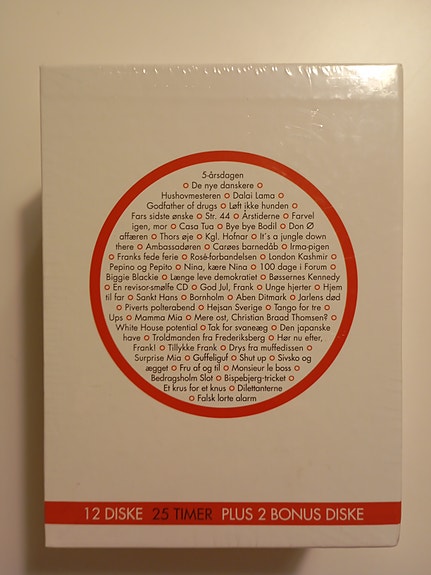 5-årsdagen
○ De nye danskere ○
Hushovmesteren ○ Dalai Lama ○
Godfather of drugs ○ Løft ikke hunden ○
Fars sidste ønske ○ Str. 44 ○ Årstiderne ○ Farvel
igen, mor ○ Casa Tua ○ Bye bye Bodil ○ Don Ø
affæren ○ Thors øje ○ Kgl. Hofnar ○ It´s a jungle down
there ○ Ambassadøren ○ Carøes barnedåb ○ Irma-pigen
○ Franks fede ferie ○ Rosé-forbandelsen ○ London Kashmir ○
Pepino og Pepito ○ Nina, kære Nina ○ 100 dage i Forum ○
Biggie Blackie ○ Længe leve demokratiet ○ Bøssernes Kennedy
○ En revisor-smølfe CD ○ God Jul, Frank ○ Unge hjerter ○ Hjem
til far ○ Sankt Hans ○ Bornholm ○ Aben Ditmark ○ Jarlens død
○ Piverts polterabend ○ Hejsan Sverige ○ Tango for tre ○
Ups ○ Mamma Mia ○ Mere ost, Christian Braad Thomsen? ○
White House potential ○ Tak for svaneæg ○ Den japanske
have ○ Troldmanden fra Frederiksberg ○ Hør nu efter,
Frank! ○ Tillykke Frank ○ Drys fra muffedissen ○
Surprise Mia ○ Guffeliguf ○ Shut up ○ Sivsko og
ægget ○ Fru af og til ○ Monsieur le boss ○
Bedragsholm Slot ○ Bispebjerg-tricket ○
Et krus for et knus ○ Dilettanterne
○ Falsk lorte alarm
12 DISKE 25 TIMER PLUS 2 BONUS DISKE